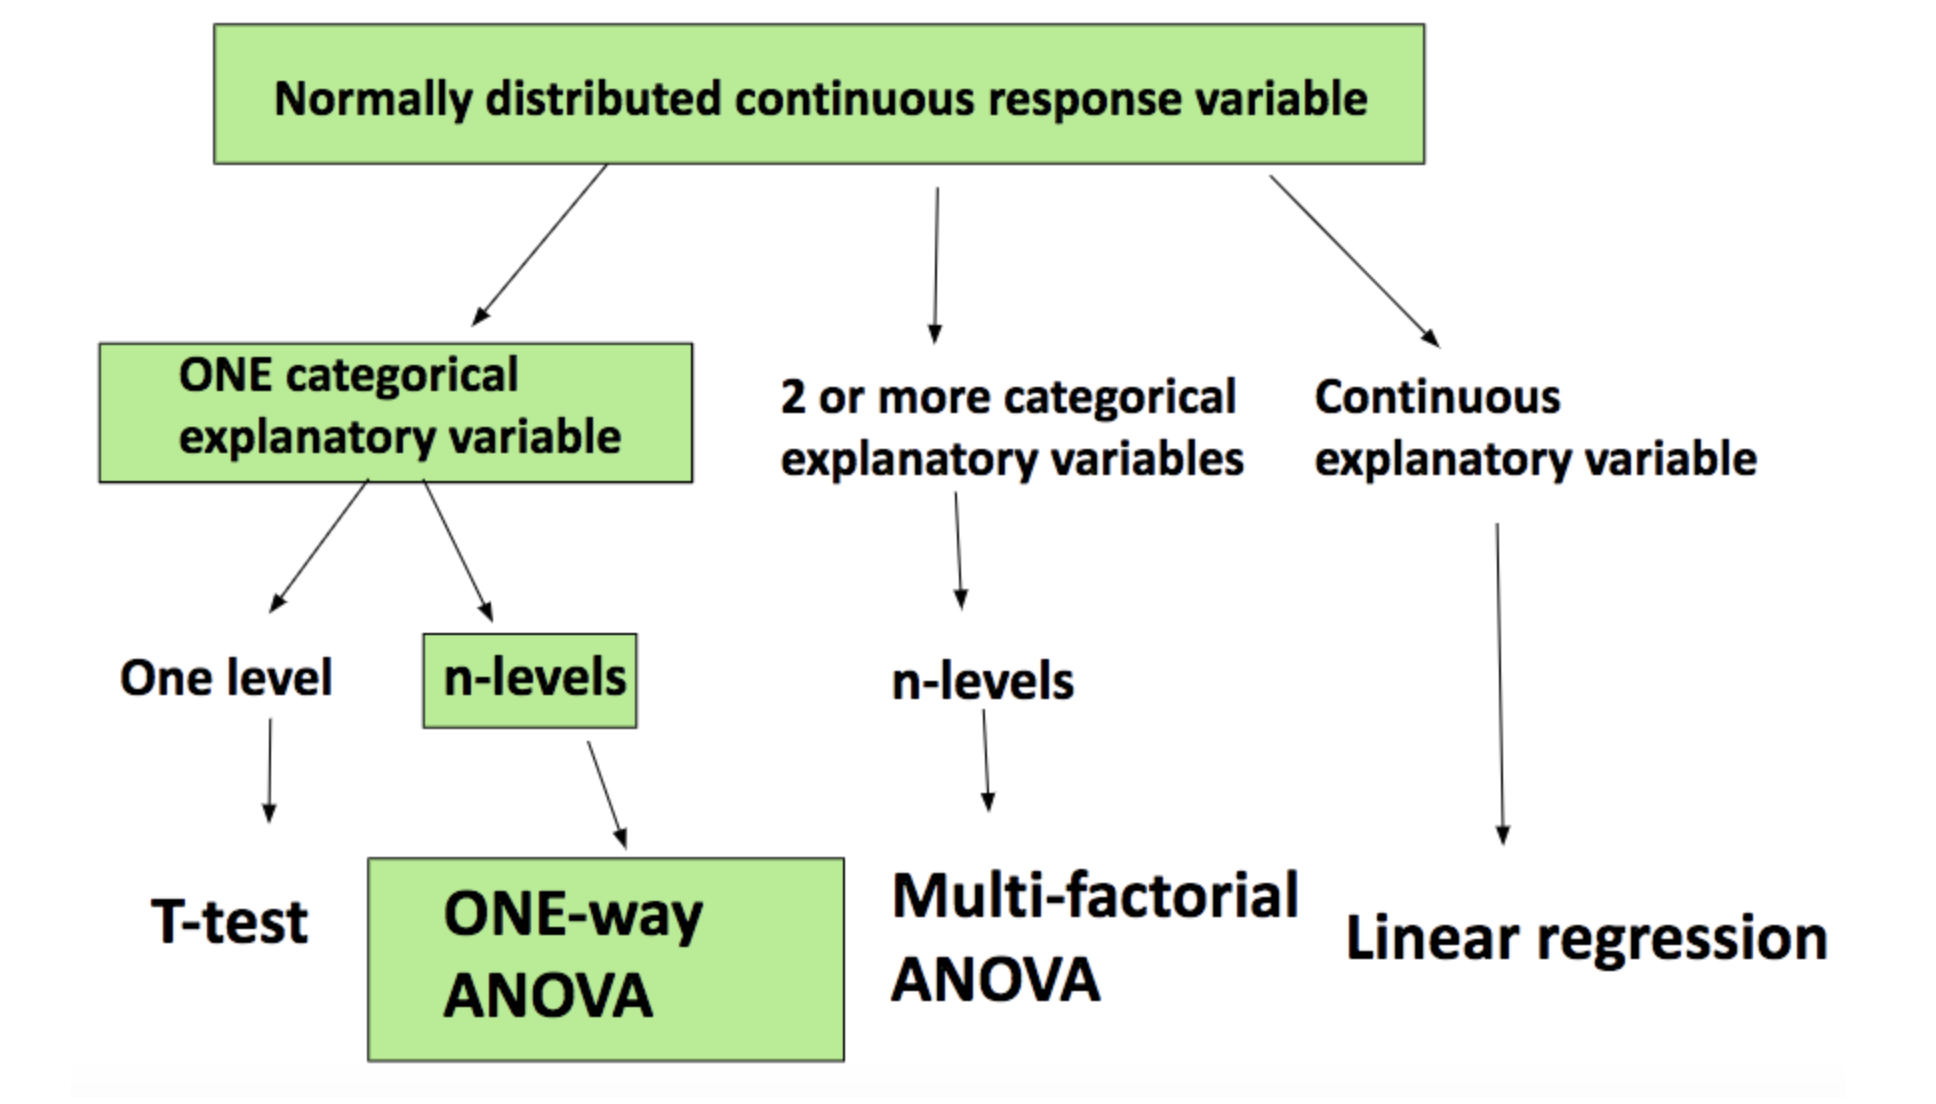 Normally distributed continuous response variable
ONE categorical
explanatory variable
2 or more categorical
explanatory variables
Continuous
explanatory variable
One level
n-levels
n-levels
T-test
ONE-way
ANOVA
Multi-factorial
ANOVA
Linear regression